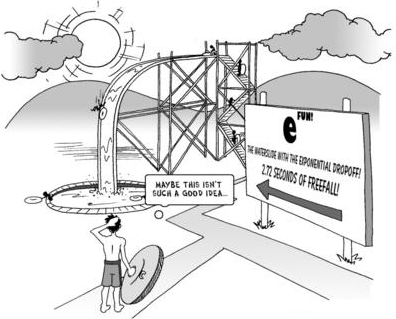 FUN!
e
THE WATERSLIDE WITH THE EXPONENTIAL DROPOFF!
2.72 SECONDS OF FREEFALL!
MAYBE THIS ISN'T
SUCH A GOOD IDEA...